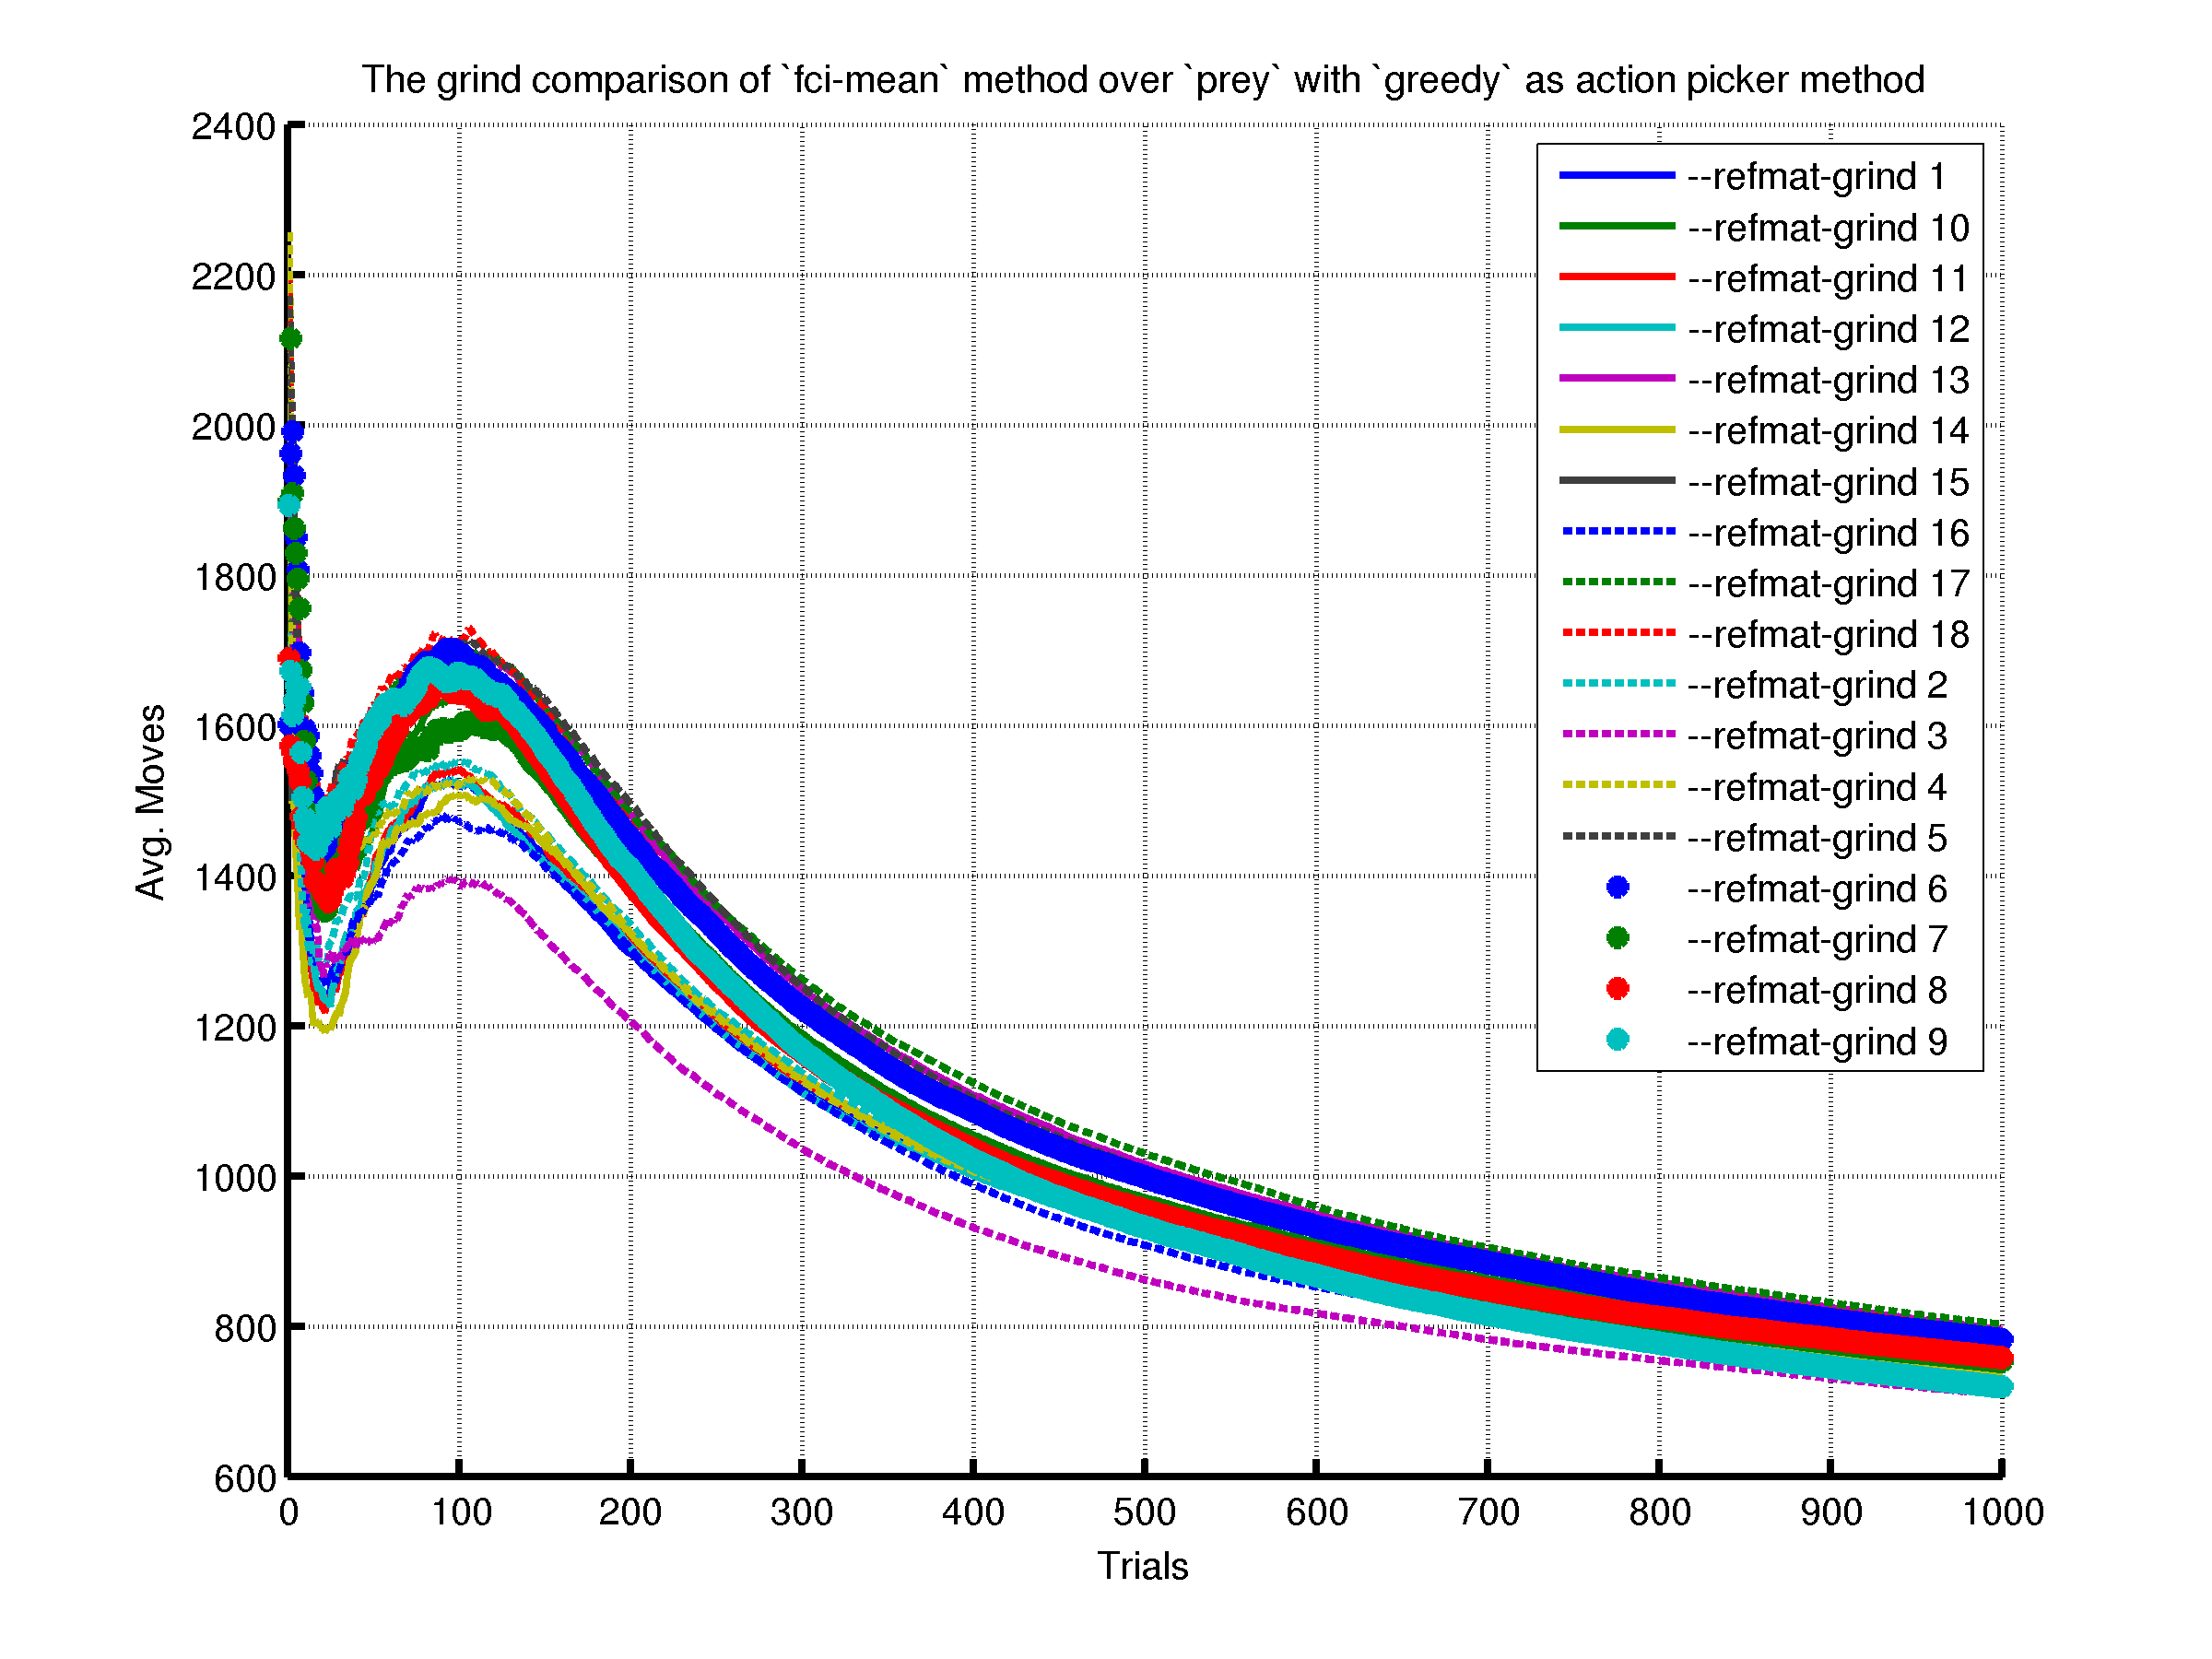 The grind comparison of `fci-mean` method over `prey` with `greedy` as action picker method
2400
2200
2000
1800
1600
1400
1200
1000
800
600
Avg. Moves
0 100 200 300 400 500 600 700 800 900 1000
Trials
--refmat-grind 1
--refmat-grind 10
--refmat-grind 11
--refmat-grind 12
--refmat-grind 13
--refmat-grind 14
--refmat-grind 15
--refmat-grind 16
--refmat-grind 17
--refmat-grind 18
--refmat-grind 2
--refmat-grind 3
--refmat-grind 4
--refmat-grind 5
--refmat-grind 6
--refmat-grind 7
--refmat-grind 8
--refmat-grind 9